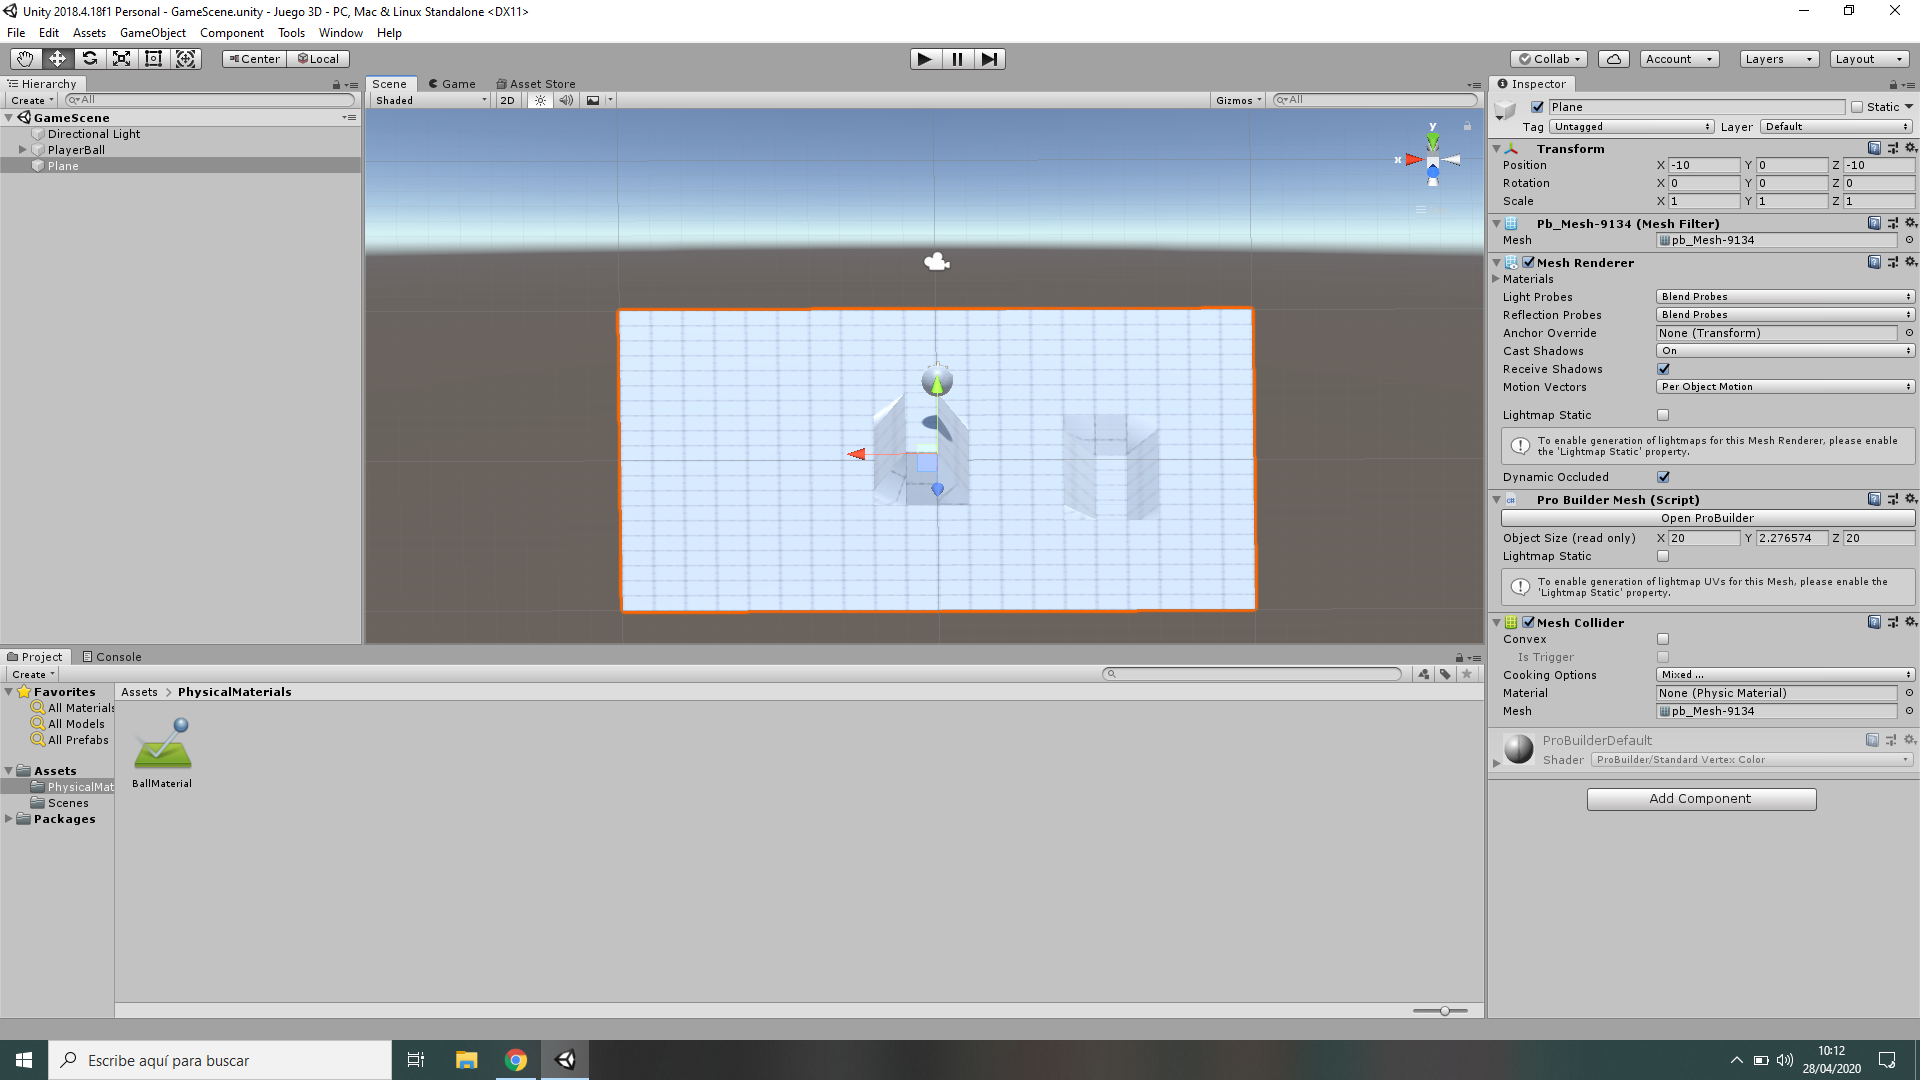 Unity 2018.4.18f1 Personal - GameScene.unity - Juego 3D - PC, Mac & Linux Standalone <DX11>
File Edit Assets GameObject Component Tools Window Help
Center Local
Collab Account Layers Layout
Hierarchy
Create All
GameScene
Directional Light
PlayerBall
Plane
Scene Game Asset Store
Shaded 2D Gizmos All
y
x
Inspector
Plane Static
Tag Untagged Layer Default
Transform
Position X -10 Y 0 Z -10
Rotation X 0 Y 0 Z 0
Scale X 1 Y 1 Z 1
Pb_Mesh-9134 (Mesh Filter)
Mesh pb_Mesh-9134
Mesh Renderer
Materials
Light Probes Blend Probes
Reflection Probes Blend Probes
Anchor Override None (Transform)
Cast Shadows On
Receive Shadows
Motion Vectors Per Object Motion
Lightmap Static
To enable generation of lightmaps for this Mesh Renderer, please enable
the 'Lightmap Static' property.
Dynamic Occluded
Pro Builder Mesh (Script)
Open ProBuilder
Object Size (read only) X 20 Y 2.276574 Z 20
Lightmap Static
To enable generation of lightmap UVs for this Mesh, please enable the
'Lightmap Static' property.
Mesh Collider
Convex
Is Trigger
Cooking Options Mixed ...
Material None (Physic Material)
Mesh pb_Mesh-9134
ProBuilderDefault
Shader ProBuilder/Standard Vertex Color
Add Component
Project Console
Create
Favorites
All Materials
All Models
All Prefabs
Assets
PhysicalMat
Scenes
Packages
Assets > PhysicalMaterials
BallMaterial
Escribe aquí para buscar
10:12
28/04/2020